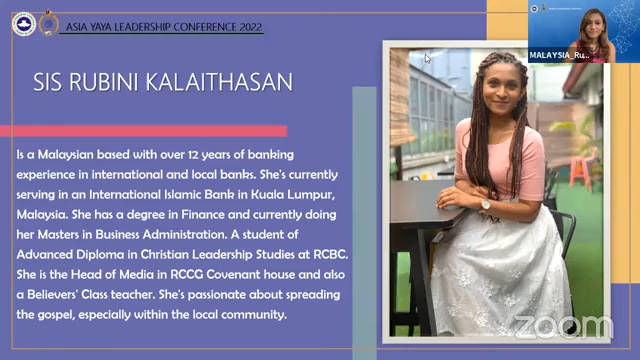 ASIA YAYA LEADERSHIP CONFERENCE 2022
MALAYSIA_Ru...
SIS RUBINI KALAITHASAN
Is a Malaysian based with over 12 years of banking
experience in international and local banks. She's currently
serving in an International Islamic Bank in Kuala Lumpur,
Malaysia. She has a degree in Finance and currently doing
her Masters in Business Administration. A student of
Advanced Diploma in Christian Leadership Studies at RCBC.
She is the Head of Media in RCCG Covenant house and also
a Believers' Class teacher. She's passionate about spreading
the gospel, especially within the local community.
zoom